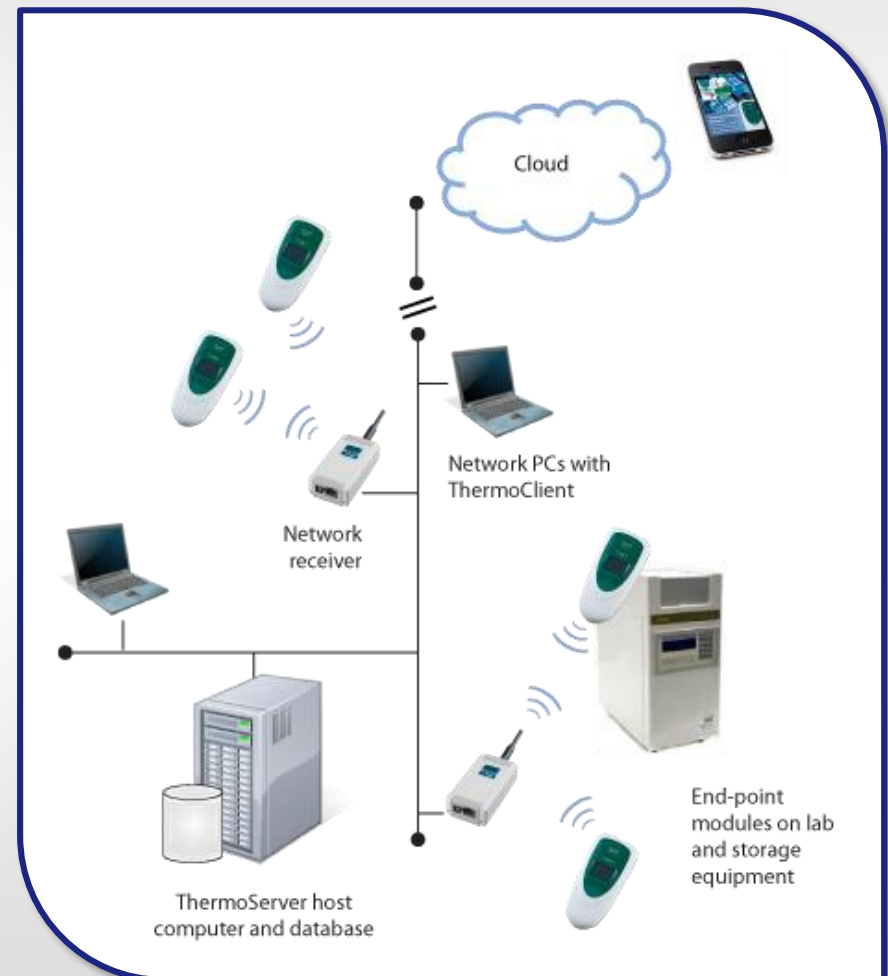 Cloud
Network PCs with
ThermoClient
Network
receiver
End-point
modules on lab
and storage
equipment
ThermoServer host
computer and database